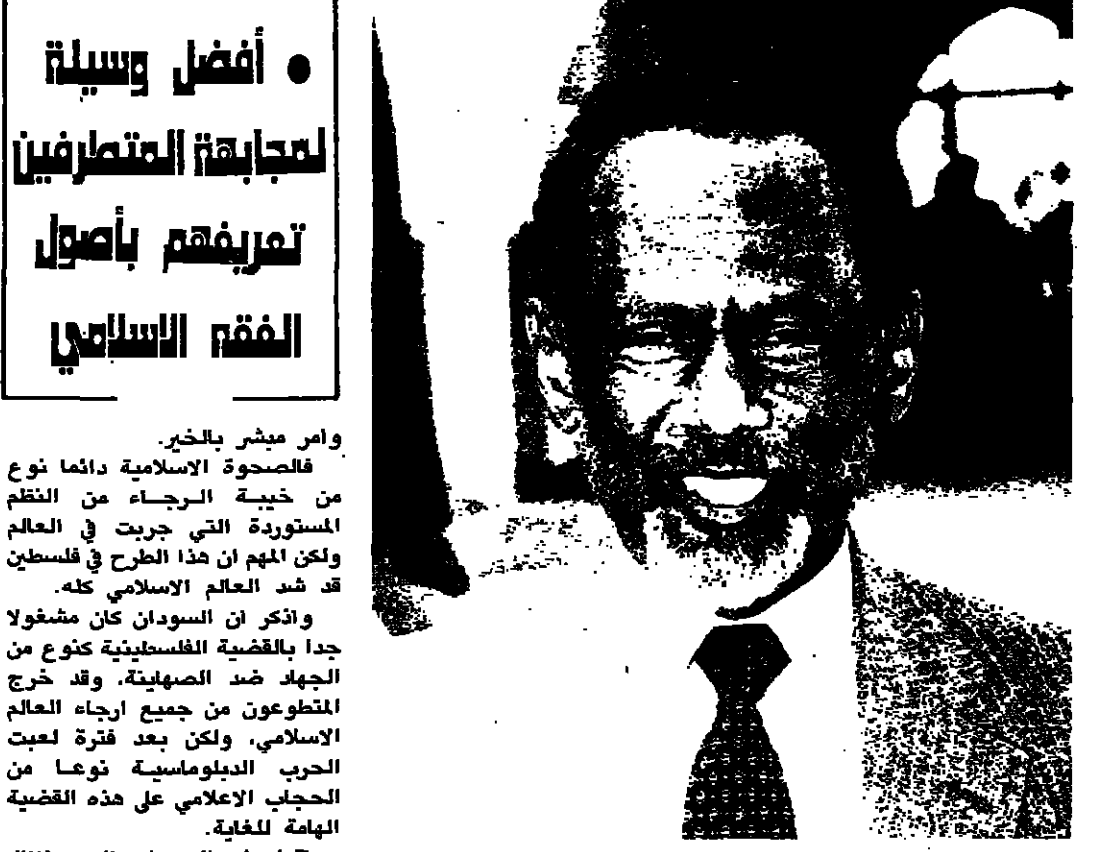 • أفضل وسيلة
لمجابهة المتطرفين
تعريفهم بأصول
الفقه الاسلامي
وامر مبشر بالخير.
فالصحوة الاسلامية دائما نوع
من خيبة الرجاء من النظم
المستوردة التي جربت في العالم
ولكن المهم ان هذا الطرح في فلسطين
قد شد العالم الاسلامي كله.
واذكر ان السودان كان مشغولا
جدا بالقضية الفلسطينية كنوع من
الجهاد ضد الصهاينة. وقد خرج
المتطوعون من جميع ارجاء العالم
الاسلامي، ولكن بعد فترة لعبت
الحرب الدبلوماسية نوعا من
الحجاب الاعلامي على هذه القضية
الهامة للغاية.